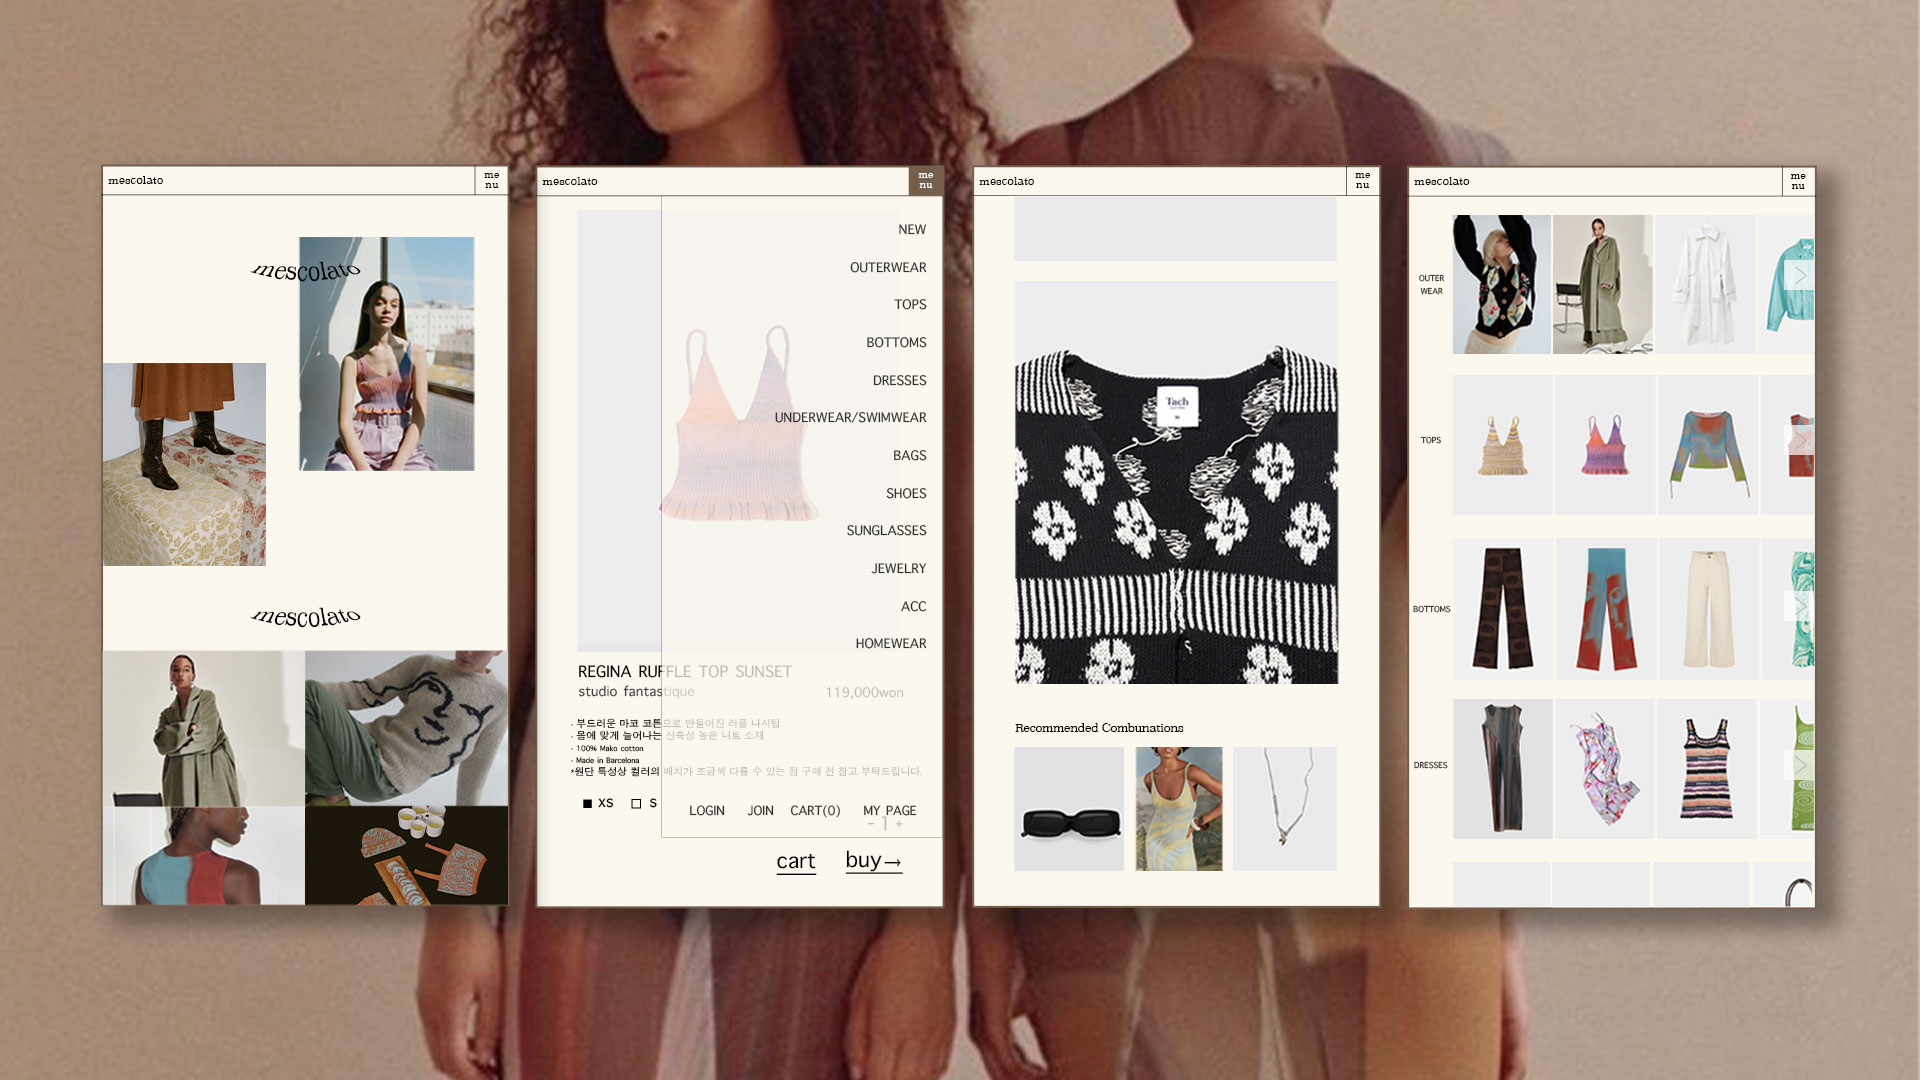 mescolato
me
nu
mescolato
mescolato
mescolato
me
nu
NEW
OUTERWEAR
TOPS
BOTTOMS
DRESSES
UNDERWEAR/SWIMWEAR
BAGS
SHOES
SUNGLASSES
JEWELRY
ACC
HOMEWEAR
REGINA RUFFLE TOP SUNSET
studio fantastique
119,000won
· 부드러운 마코 코튼으로 만들어진 러플 나시탑
· 몸에 맞게 늘어나는 신축성 높은 니트 소재
· 100% Mako cotton
· Made in Barcelona
*원단 특성상 컬러의 배치가 조금씩 다를 수 있는 점 구매 전 참고 부탁드립니다.
■ XS □ S
LOGIN JOIN CART(0) MY PAGE
- 1 +
cart buy→
mescolato
me
nu
Tach
M
Recommended Combunations
mescolato
me
nu
OUTER
WEAR
TOPS
BOTTOMS
DRESSES